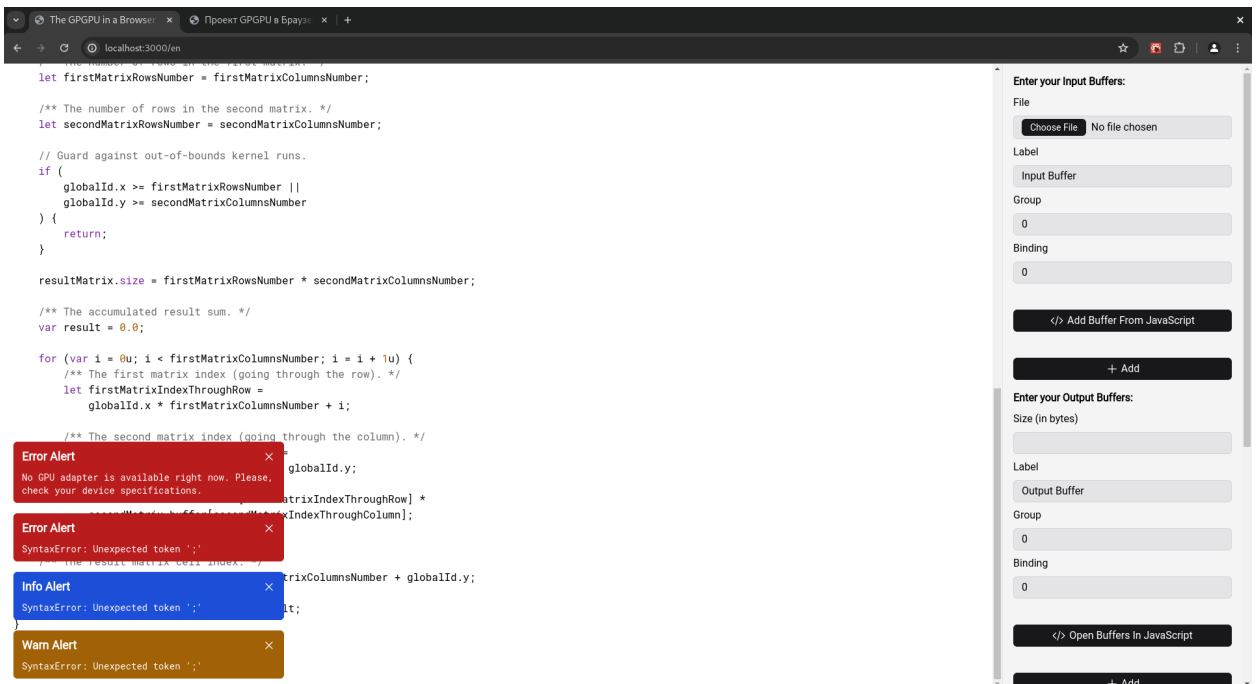 The GPGPU in a Browser
Проект GPGPU в Браузе
localhost:3000/en
let firstMatrixRowsNumber = firstMatrixColumnsNumber;
/** The number of rows in the second matrix. */
let secondMatrixRowsNumber = secondMatrixColumnsNumber;
// Guard against out-of-bounds kernel runs.
if (
globalId.x >= firstMatrixRowsNumber ||
globalId.y >= secondMatrixColumnsNumber
) {
return;
}
resultMatrix.size = firstMatrixRowsNumber * secondMatrixColumnsNumber;
/** The accumulated result sum. */
var result = 0.0;
for (var i = 0u; i < firstMatrixColumnsNumber; i = i + 1u) {
/** The first matrix index (going through the row). */
let firstMatrixIndexThroughRow =
globalId.x * firstMatrixColumnsNumber + i;
/** The second matrix index (going through the column). */
=
globalId.y;
atrixIndexThroughRow] *
xIndexThroughColumn];
/** The result matrix cell index. */
trixColumnsNumber + globalId.y;
lt;
}
Error Alert
No GPU adapter is available right now. Please,
check your device specifications.
Error Alert
SyntaxError: Unexpected token ';'
Info Alert
SyntaxError: Unexpected token ';'
Warn Alert
SyntaxError: Unexpected token ';'
Enter your Input Buffers:
File
Choose File No file chosen
Label
Input Buffer
Group
0
Binding
0
</> Add Buffer From JavaScript
+ Add
Enter your Output Buffers:
Size (in bytes)
Label
Output Buffer
Group
0
Binding
0
</> Open Buffers In JavaScript
+ Add